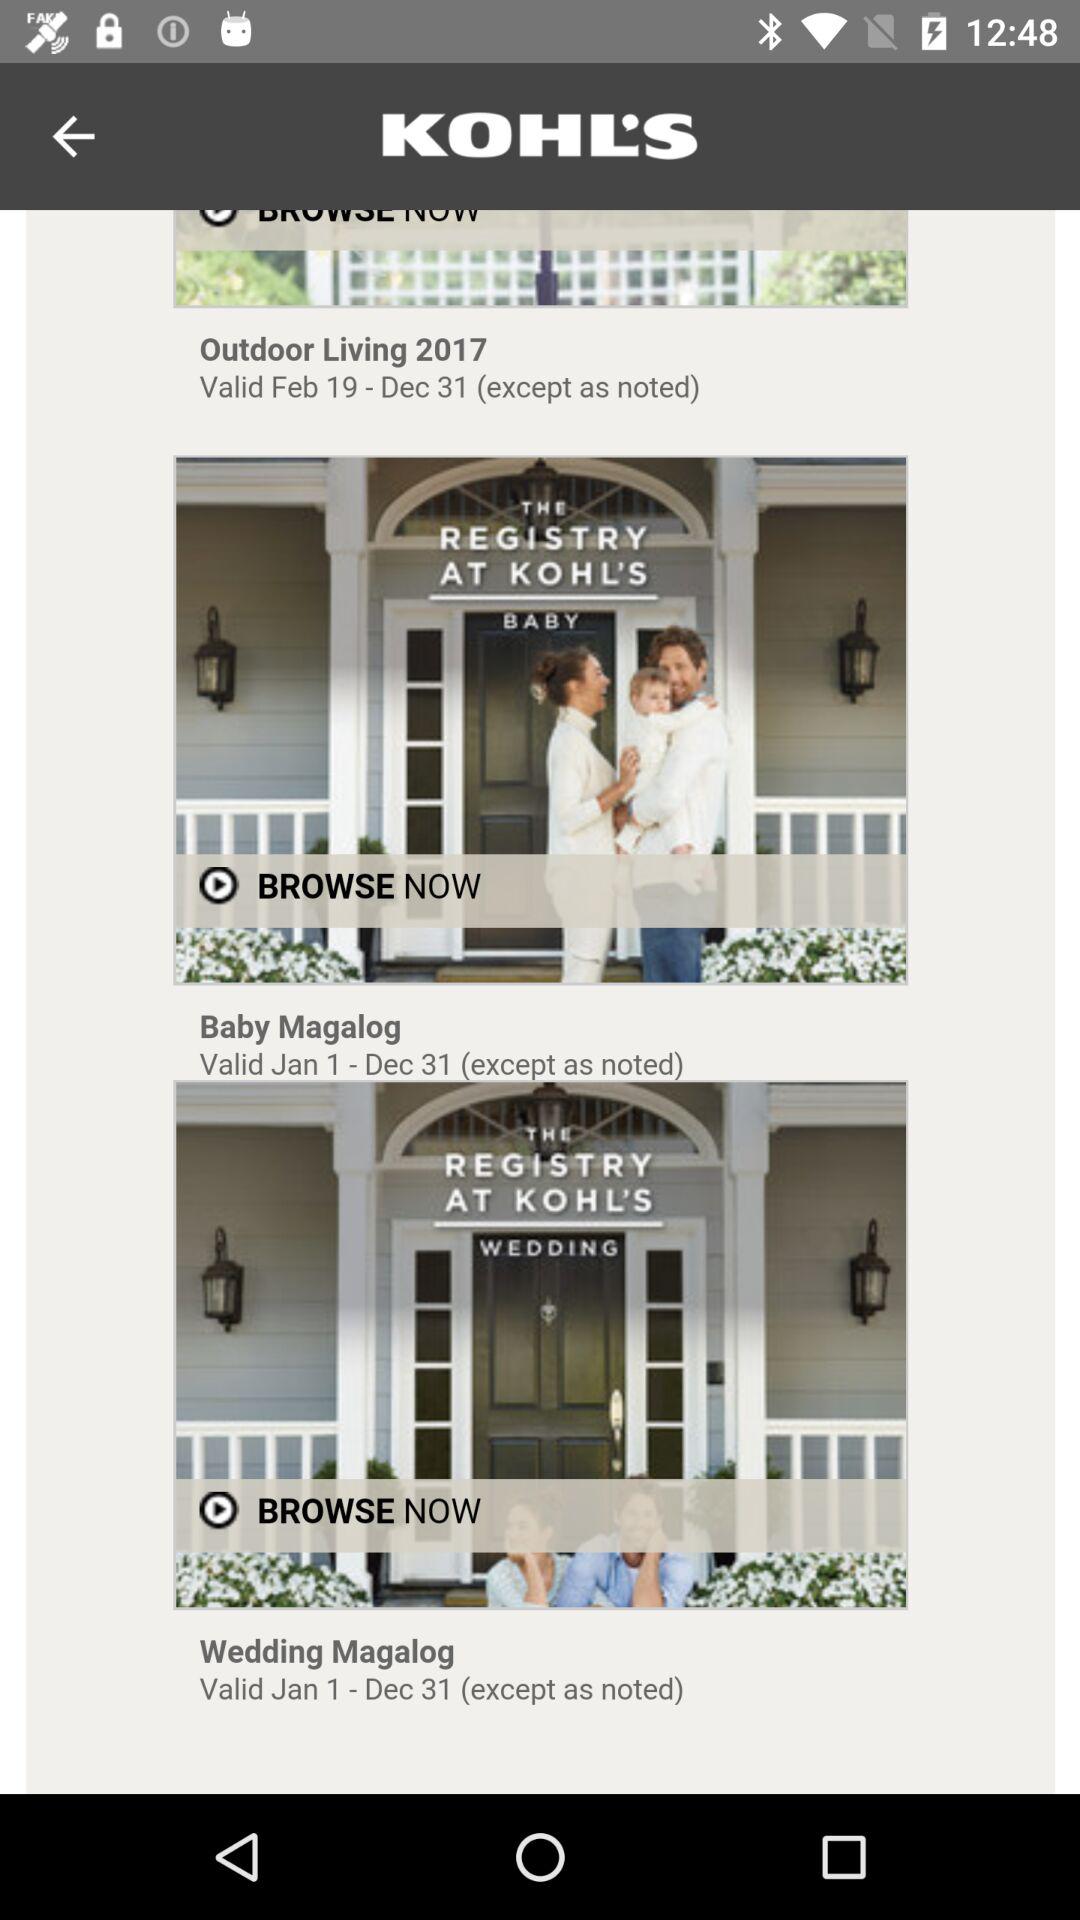 FAKE
12:48
KOHL'S
BROWSE NOW
Outdoor Living 2017
Valid Feb 19 - Dec 31 (except as noted)
THE
REGISTRY
AT KOHL'S
BABY
BROWSE NOW
Baby Magalog
Valid Jan 1 - Dec 31 (except as noted)
THE
REGISTRY
AT KOHL'S
WEDDING
BROWSE NOW
Wedding Magalog
Valid Jan 1 - Dec 31 (except as noted)